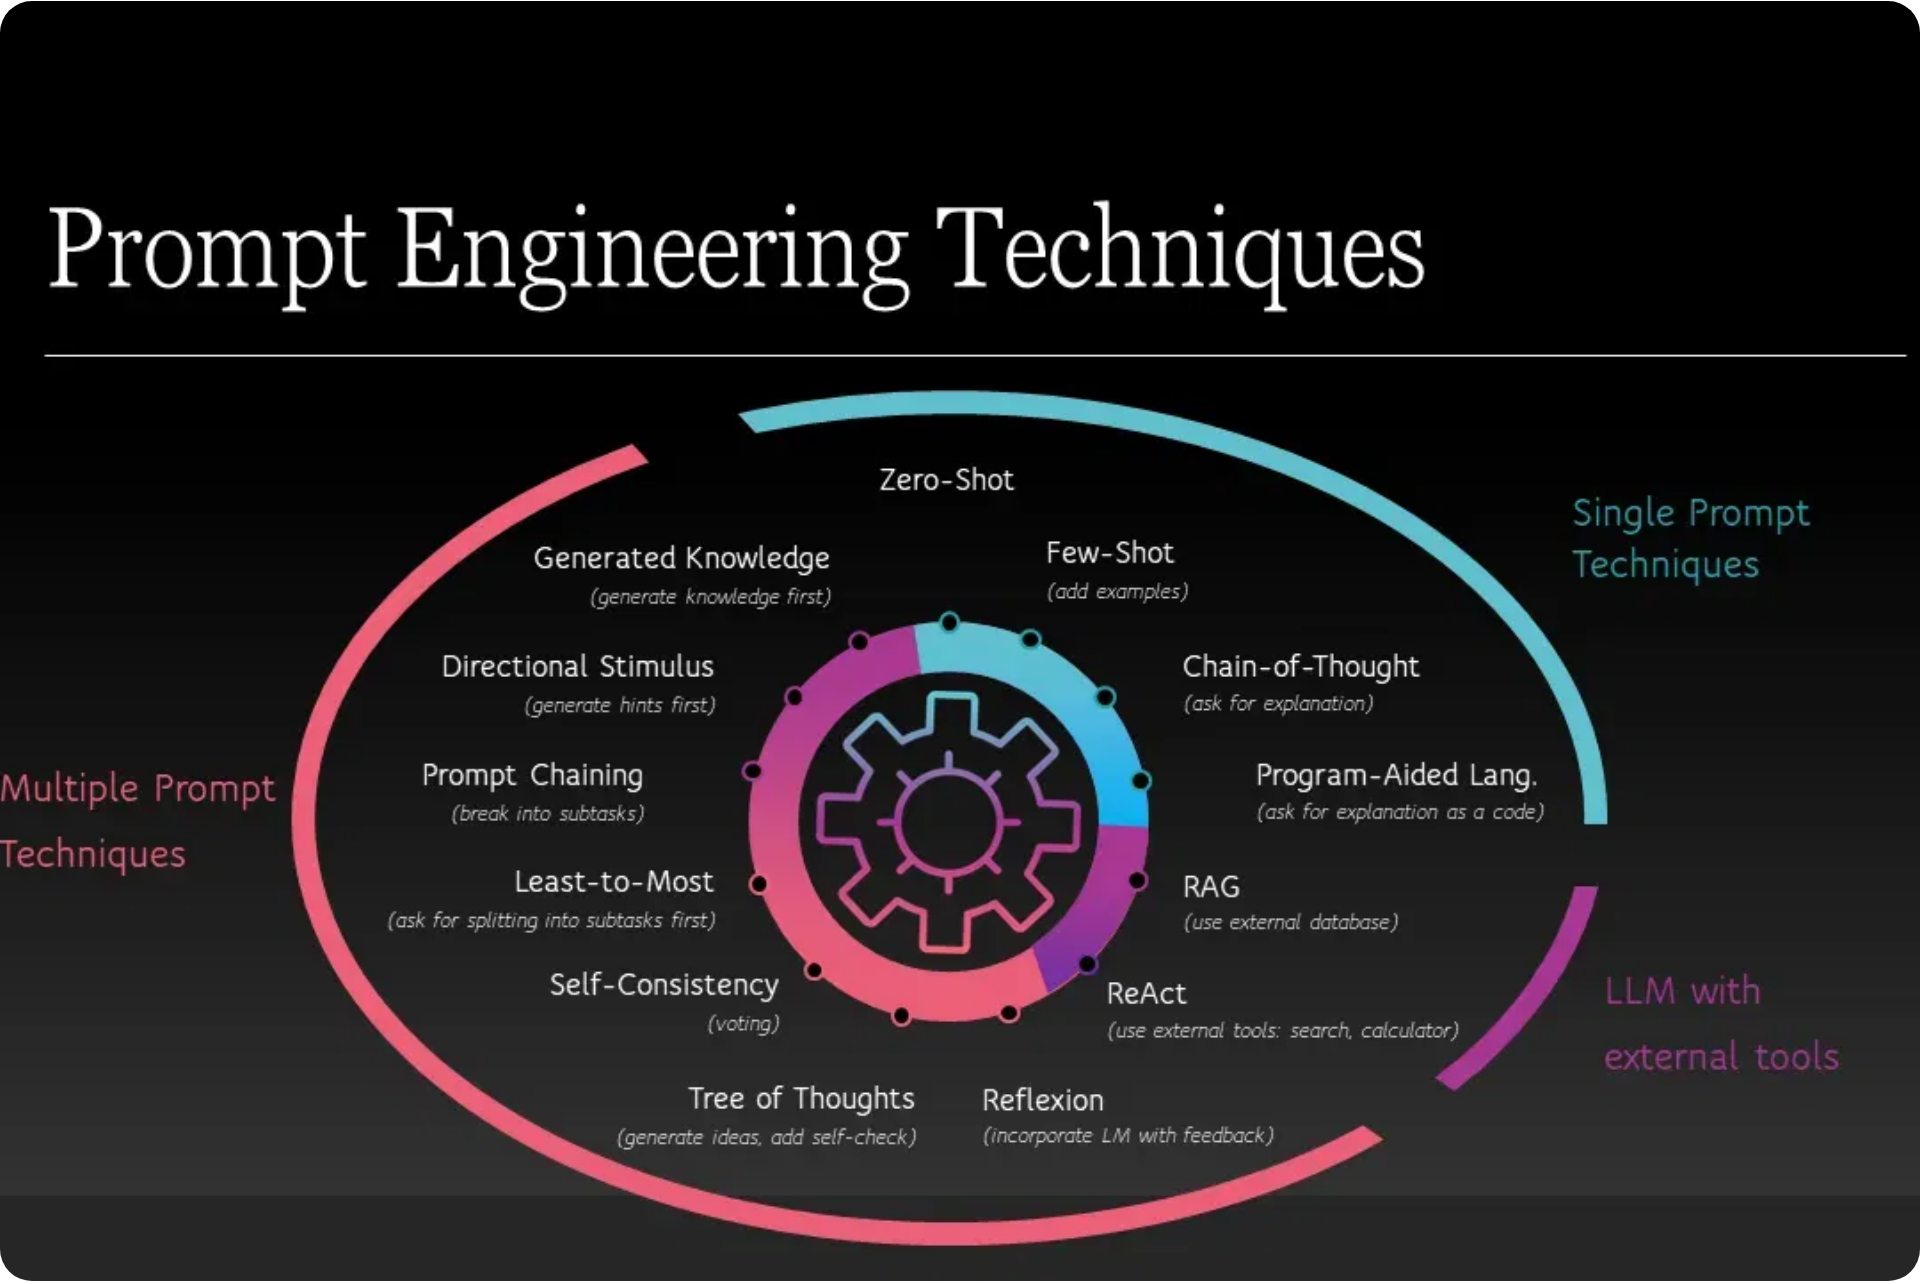 Prompt Engineering Techniques
Zero-Shot
Few-Shot
(add examples)
Chain-of-Thought
(ask for explanation)
Program-Aided Lang.
(ask for explanation as a code)
Single Prompt
Techniques
RAG
(use external database)
ReAct
(use external tools: search, calculator)
LLM with
external tools
Reflexion
(incorporate LM with feedback)
Tree of Thoughts
(generate ideas, add self-check)
Self-Consistency
(voting)
Least-to-Most
(ask for splitting into subtasks first)
Prompt Chaining
(break into subtasks)
Directional Stimulus
(generate hints first)
Generated Knowledge
(generate knowledge first)
Multiple Prompt
Techniques